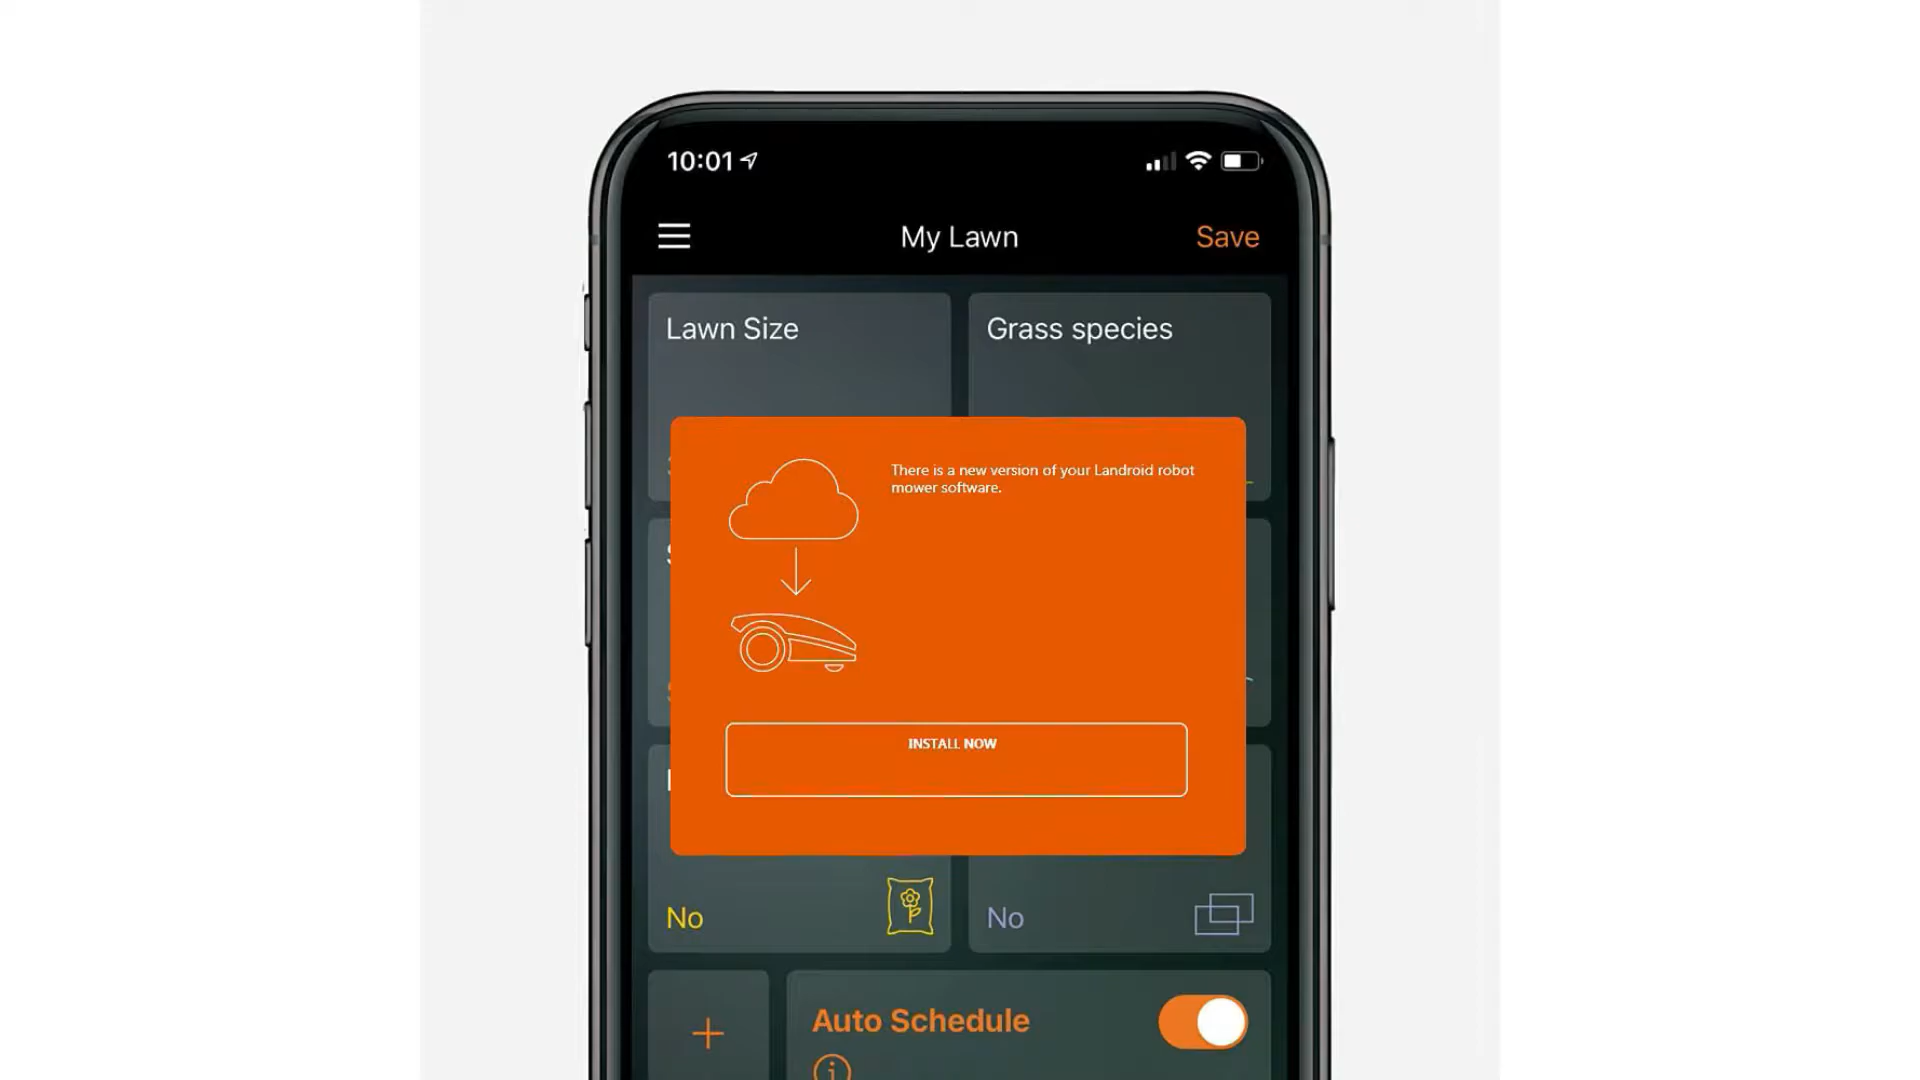 10:01
My Lawn
Save
Lawn Size
Grass species
There is a new version of your Landroid robot
mower software.
INSTALL NOW
No
No
Auto Schedule